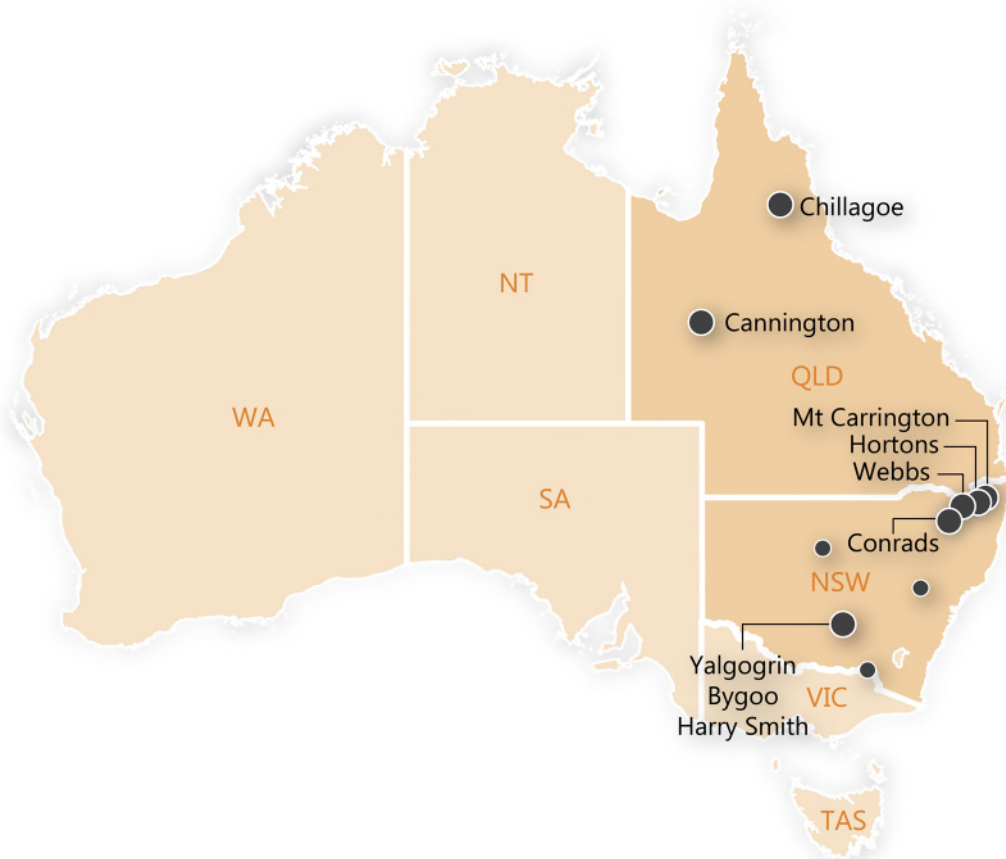 Chillagoe
NT
Cannington
QLD
WA
Mt Carrington
Hortons
Webbs
SA
Conrads
NSW
Yalgogrin
Bygoo
Harry Smith
VIC
TAS